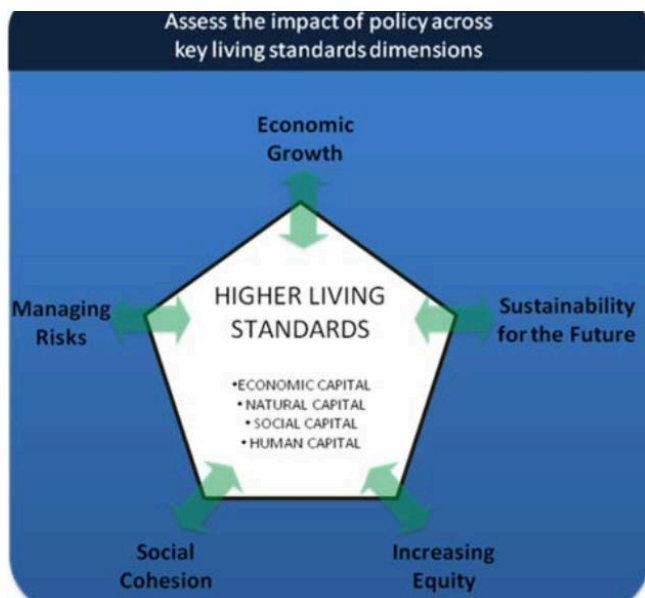 Assess the impact of policy across
key living standards dimensions
Economic
Growth
Managing
Risks
HIGHER LIVING
STANDARDS
•ECONOMIC CAPITAL
•NATURAL CAPITAL
•SOCIAL CAPITAL
•HUMAN CAPITAL
Sustainability
for the Future
Social
Cohesion
Increasing
Equity